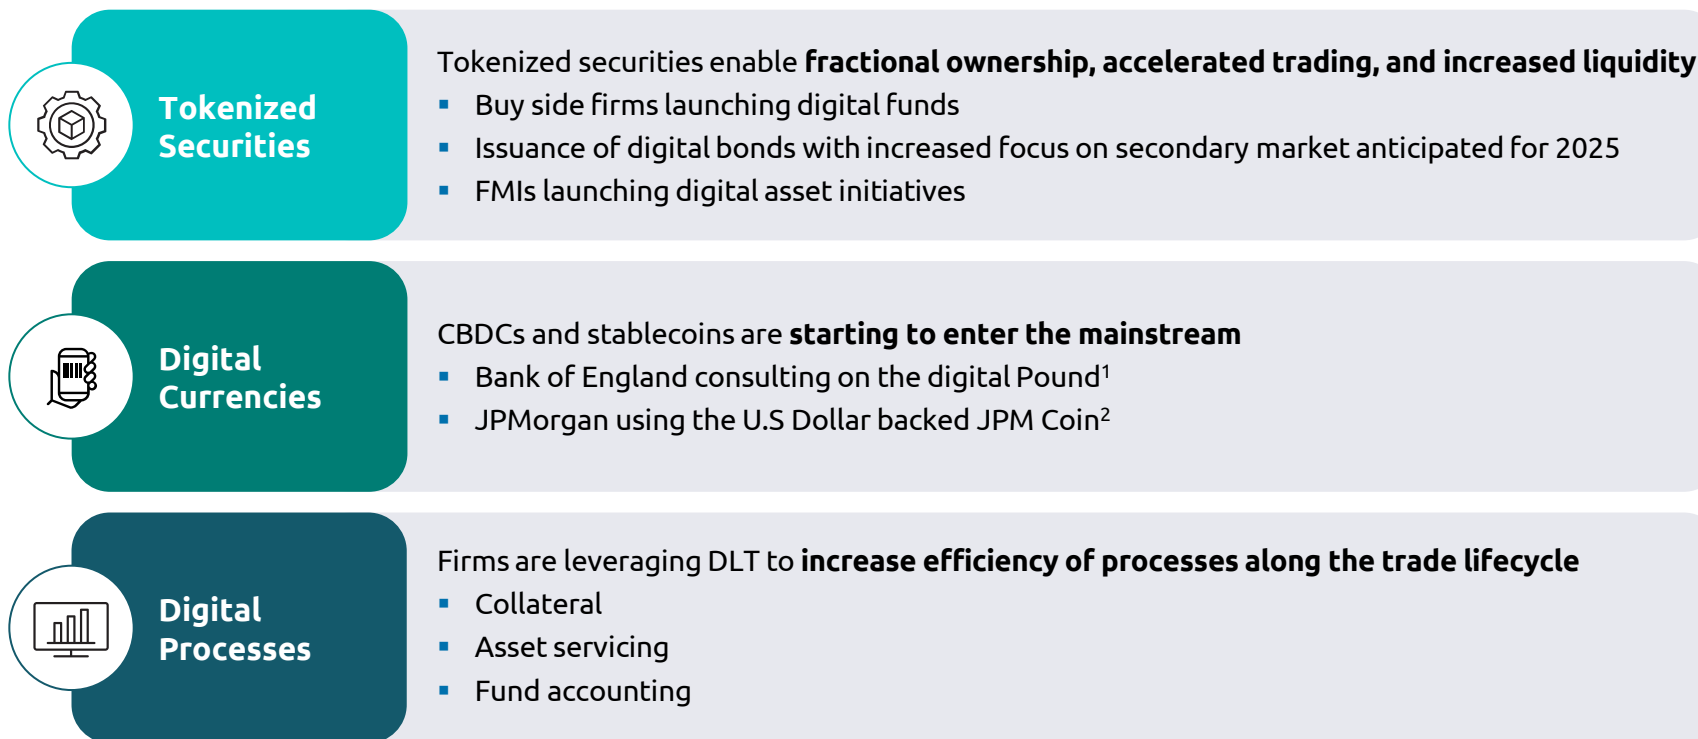 Tokenized
Securities
Tokenized securities enable fractional ownership, accelerated trading, and increased liquidity
▪ Buy side firms launching digital funds
▪ Issuance of digital bonds with increased focus on secondary market anticipated for 2025
▪ FMIs launching digital asset initiatives
Digital
Currencies
CBDCs and stablecoins are starting to enter the mainstream
▪ Bank of England consulting on the digital Pound¹
▪ JPMorgan using the U.S Dollar backed JPM Coin²
Digital
Processes
Firms are leveraging DLT to increase efficiency of processes along the trade lifecycle
▪ Collateral
▪ Asset servicing
▪ Fund accounting